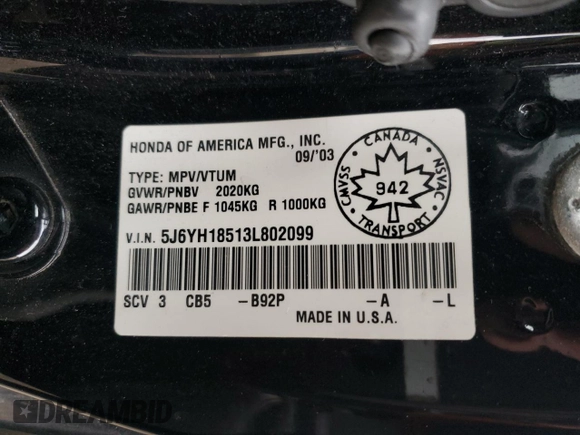 HONDA OF AMERICA MFG., INC.
09/'03
TYPE: MPV/VTUM
GVWR/PNBV 2020KG
GAWR/PNBE F 1045KG R 1000KG
V.I.N. 5J6YH18513L802099
SCV 3 CB5 -B92P -A -L
MADE IN U.S.A.
CANADA
CMVSS 942 NSVAC
TRANSPORT
DREAMBID